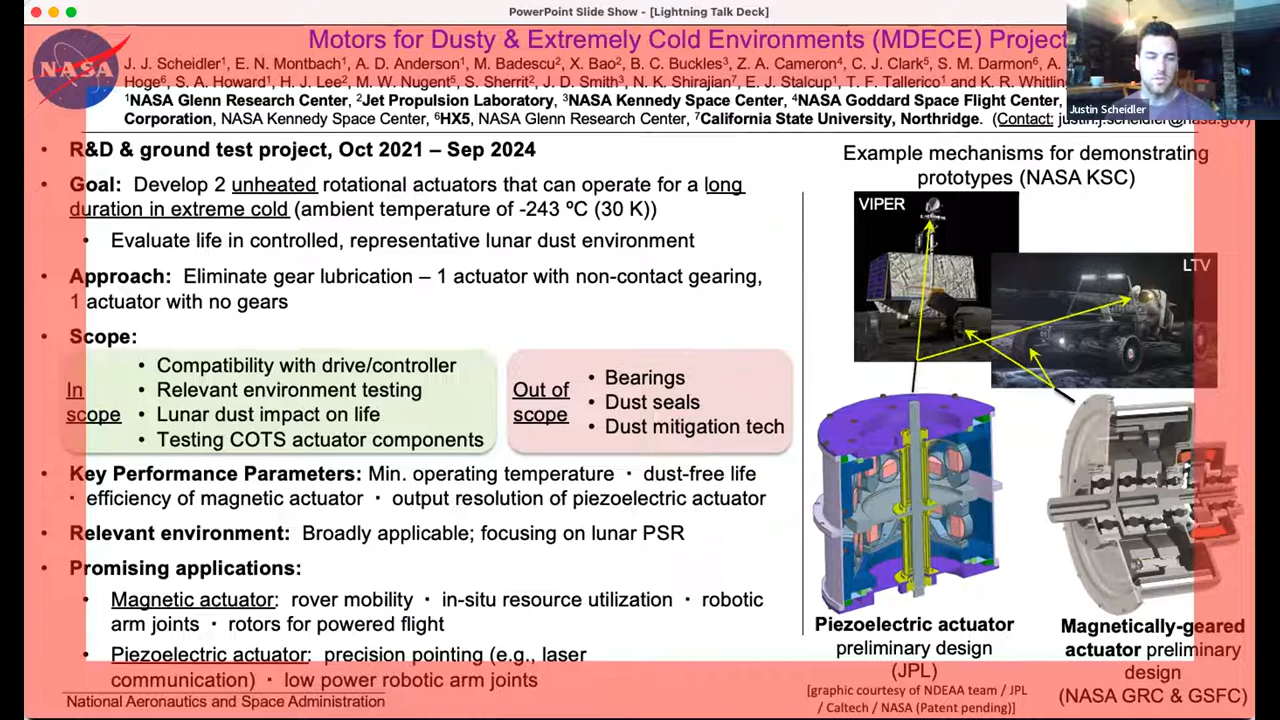 PowerPoint Slide Show - [Lightning Talk Deck]
NASA
Motors for Dusty & Extremely Cold Environments (MDECE) Project
J. J. Scheidler¹, E. N. Montbach¹, A. D. Anderson¹, M. Badescu², X. Bao², B. C. Buckles³, Z. A. Cameron⁴, C. J. Clark⁵, S. M. Darmon⁶, A.
Hoge⁶, S. A. Howard¹, H. J. Lee², M. W. Nugent⁵, S. Sherrit², J. D. Smith³, N. K. Shirajian⁷, E. J. Stalcup¹, T. F. Tallerico¹ and K. R.
¹NASA Glenn Research Center, ²Jet Propulsion Laboratory, ³NASA Kennedy Space Center, ⁴NASA Goddard Space Flight Center,
Corporation, NASA Kennedy Space Center, ⁶HX5, NASA Glenn Research Center, ⁷California State University, Northridge. (Contact: justin.j.scheidler@nasa.gov)
Justin Scheidler
• R&D & ground test project, Oct 2021 – Sep 2024
• Goal: Develop 2 unheated rotational actuators that can operate for a long
duration in extreme cold (ambient temperature of -243 ºC (30 K))
• Evaluate life in controlled, representative lunar dust environment
• Approach: Eliminate gear lubrication – 1 actuator with non-contact gearing,
1 actuator with no gears
• Scope:
In
scope
• Compatibility with drive/controller
• Relevant environment testing
• Lunar dust impact on life
• Testing COTS actuator components
Out of
scope
• Bearings
• Dust seals
• Dust mitigation tech
• Key Performance Parameters: Min. operating temperature · dust-free life
· efficiency of magnetic actuator · output resolution of piezoelectric actuator
• Relevant environment: Broadly applicable; focusing on lunar PSR
• Promising applications:
• Magnetic actuator: rover mobility · in-situ resource utilization · robotic
arm joints · rotors for powered flight
• Piezoelectric actuator: precision pointing (e.g., laser
communication) · low power robotic arm joints
National Aeronautics and Space Administration
Example mechanisms for demonstrating
prototypes (NASA KSC)
VIPER
LTV
Piezoelectric actuator
preliminary design
(JPL)
[graphic courtesy of NDEAA team / JPL
/ Caltech / NASA (Patent pending)]
Magnetically-geared
actuator preliminary
design
(NASA GRC & GSFC)